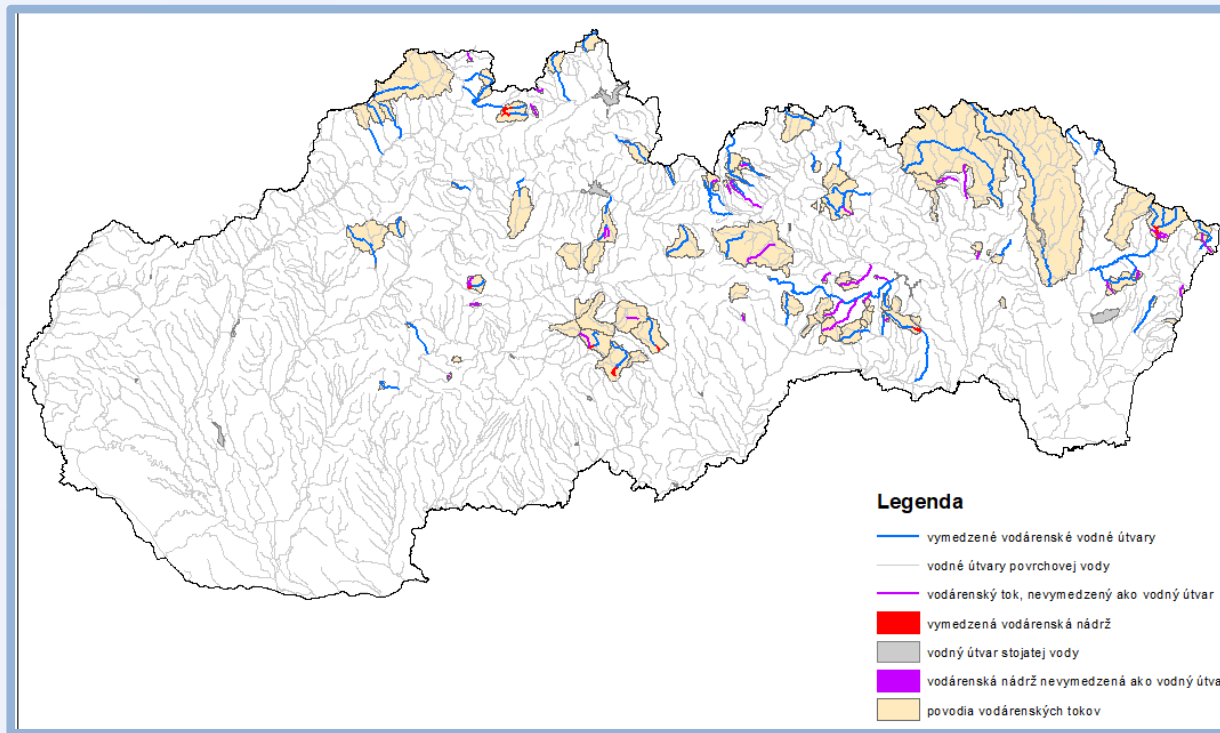 Legenda
vymedzené vodárenské vodné útvary
vodné útvary povrchovej vody
vodárenský tok, nevymedzený ako vodný útvar
vymedzená vodárenská nádrž
vodný útvar stojatej vody
vodárenská nádrž nevymedzená ako vodný útva
povodia vodárenských tokov